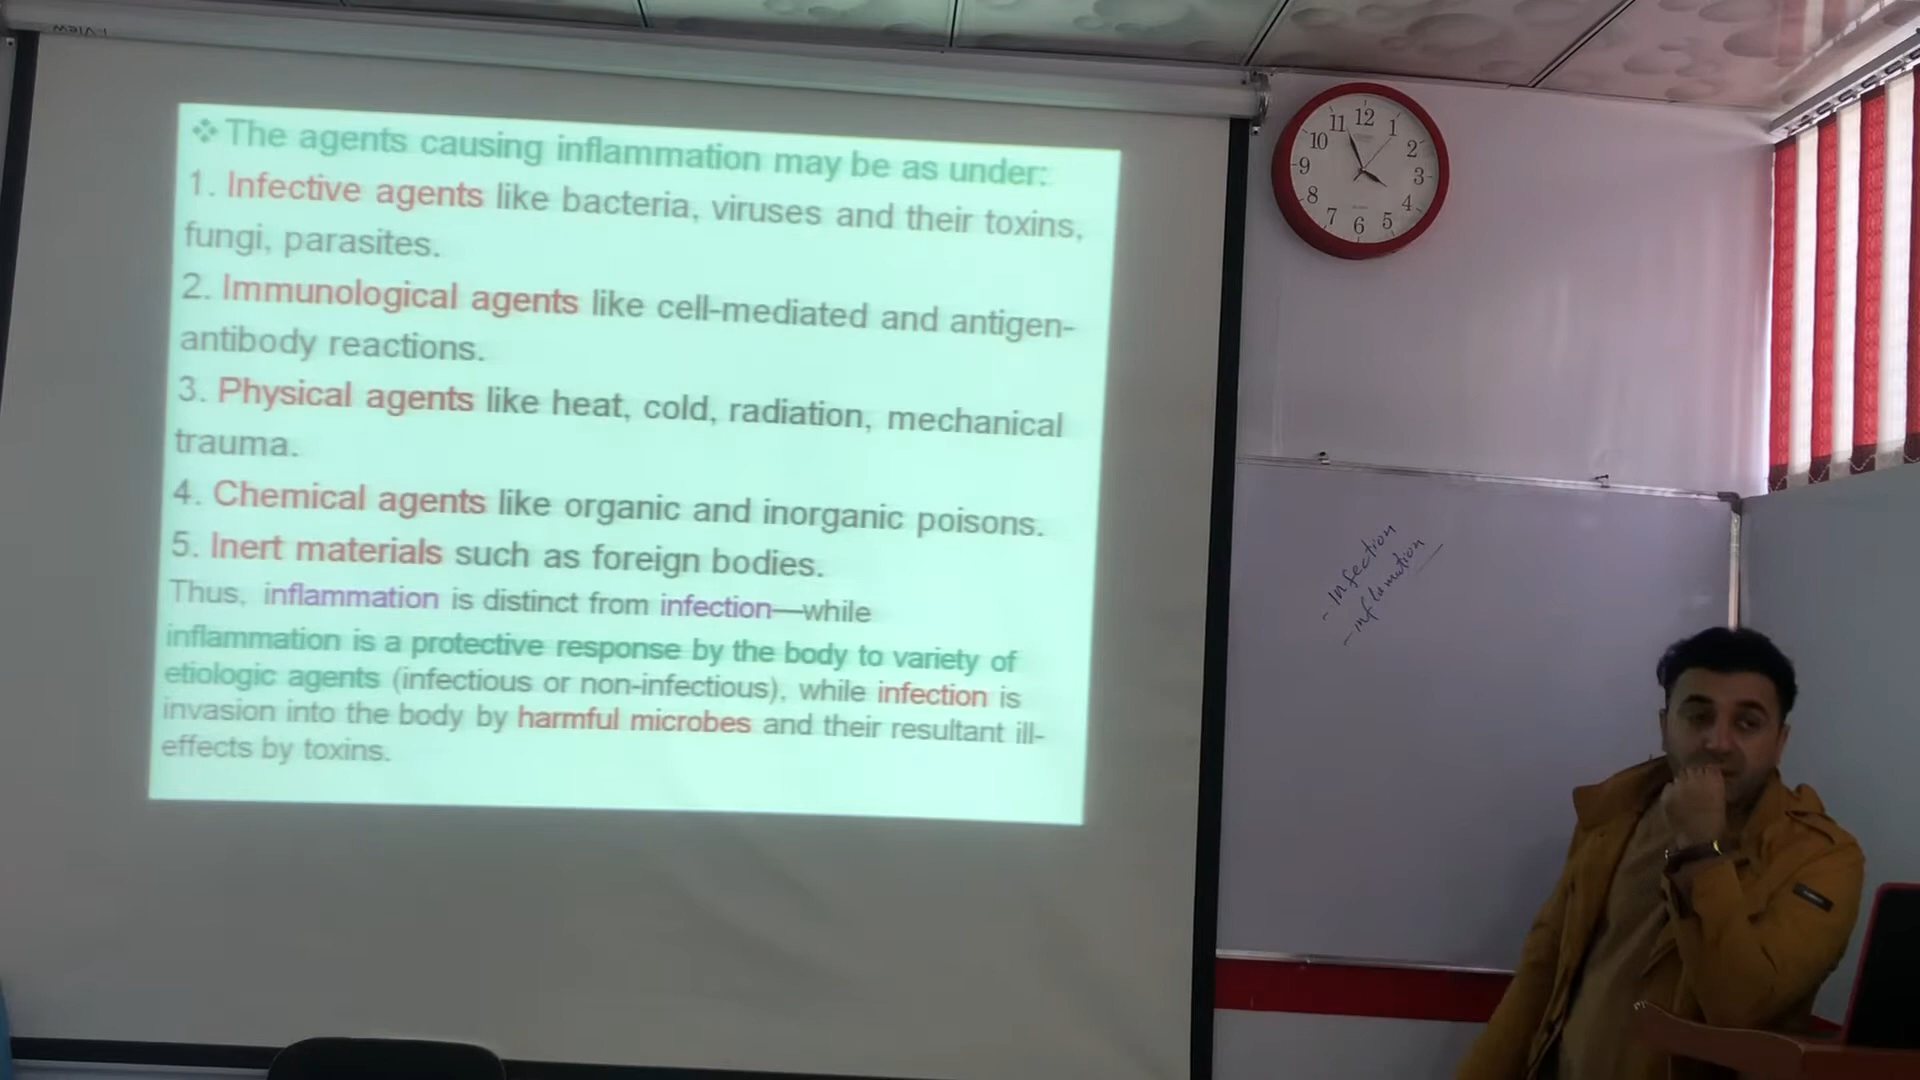 ❖ The agents causing inflammation may be as under:
1. Infective agents like bacteria, viruses and their toxins,
fungi, parasites.
2. Immunological agents like cell-mediated and antigen-
antibody reactions.
3. Physical agents like heat, cold, radiation, mechanical
trauma.
4. Chemical agents like organic and inorganic poisons.
5. Inert materials such as foreign bodies.
Thus, inflammation is distinct from infection—while
inflammation is a protective response by the body to variety of
etiologic agents (infectious or non-infectious), while infection is
invasion into the body by harmful microbes and their resultant ill-
effects by toxins.
12
1
2
3
4
5
6
7
8
9
10
11
- Infection
- Inflamation